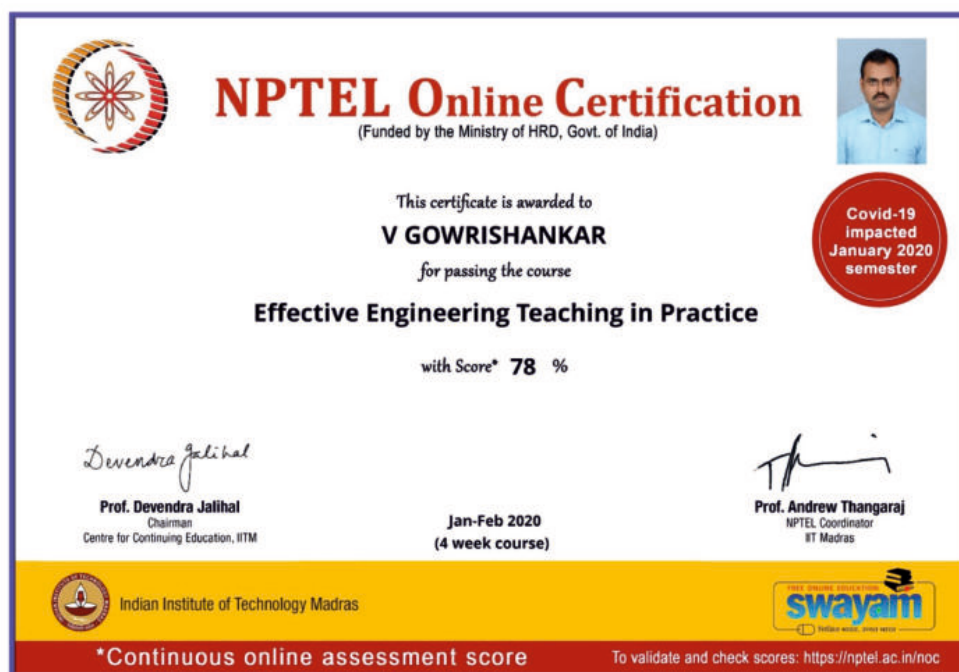 NPTEL Online Certification
(Funded by the Ministry of HRD, Govt. of India)
This certificate is awarded to
V GOWRISHANKAR
for passing the course
Effective Engineering Teaching in Practice
with Score* 78 %
Covid-19
impacted
January 2020
semester
Devendra Jalihal
Prof. Devendra Jalihal
Chairman
Centre for Continuing Education, IITM
Jan-Feb 2020
(4 week course)
Prof. Andrew Thangaraj
NPTEL Coordinator
IIT Madras
Indian Institute of Technology Madras
FREE ONLINE EDUCATION
swayam
शिक्षित भारत, उन्नत भारत
*Continuous online assessment score
To validate and check scores: https://nptel.ac.in/noc